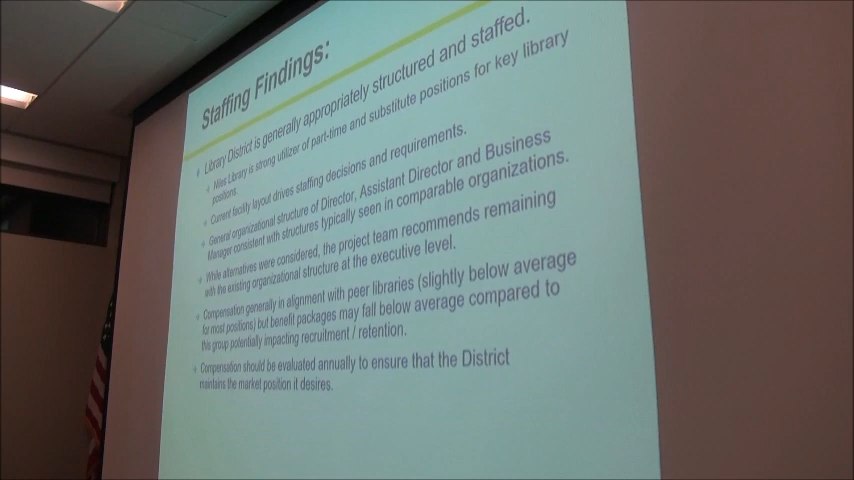 Staffing Findings:
Library District is generally appropriately structured and staffed.
Niles Library is strong utilizer of part-time and substitute positions for key library
positions.
Current facility layout drives staffing decisions and requirements.
General organizational structure of Director, Assistant Director and Business
Manager consistent with structures typically seen in comparable organizations.
While alternatives were considered, the project team recommends remaining
with the existing organizational structure at the executive level.
Compensation generally in alignment with peer libraries (slightly below average
for most positions) but benefit packages may fall below average compared to
this group potentially impacting recruitment / retention.
Compensation should be evaluated annually to ensure that the District
maintains the market position it desires.